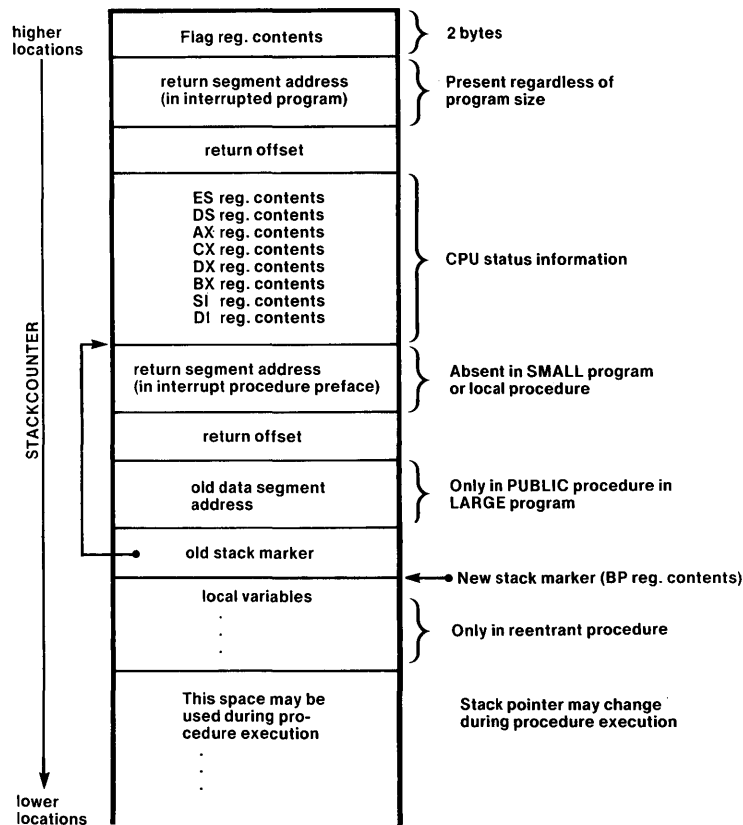 higher
locations
Flag reg. contents
2 bytes
return segment address
(in interrupted program)
Present regardless of
program size
return offset
ES reg. contents
DS reg. contents
AX reg. contents
CX reg. contents
DX reg. contents
BX reg. contents
SI reg. contents
DI reg. contents
CPU status information
STACKCOUNTER
return segment address
(in interrupt procedure preface)
Absent in SMALL program
or local procedure
return offset
old data segment
address
Only in PUBLIC procedure in
LARGE program
old stack marker
New stack marker (BP reg. contents)
local variables
Only in reentrant procedure
This space may be
used during pro-
cedure execution
Stack pointer may change
during procedure execution
lower
locations